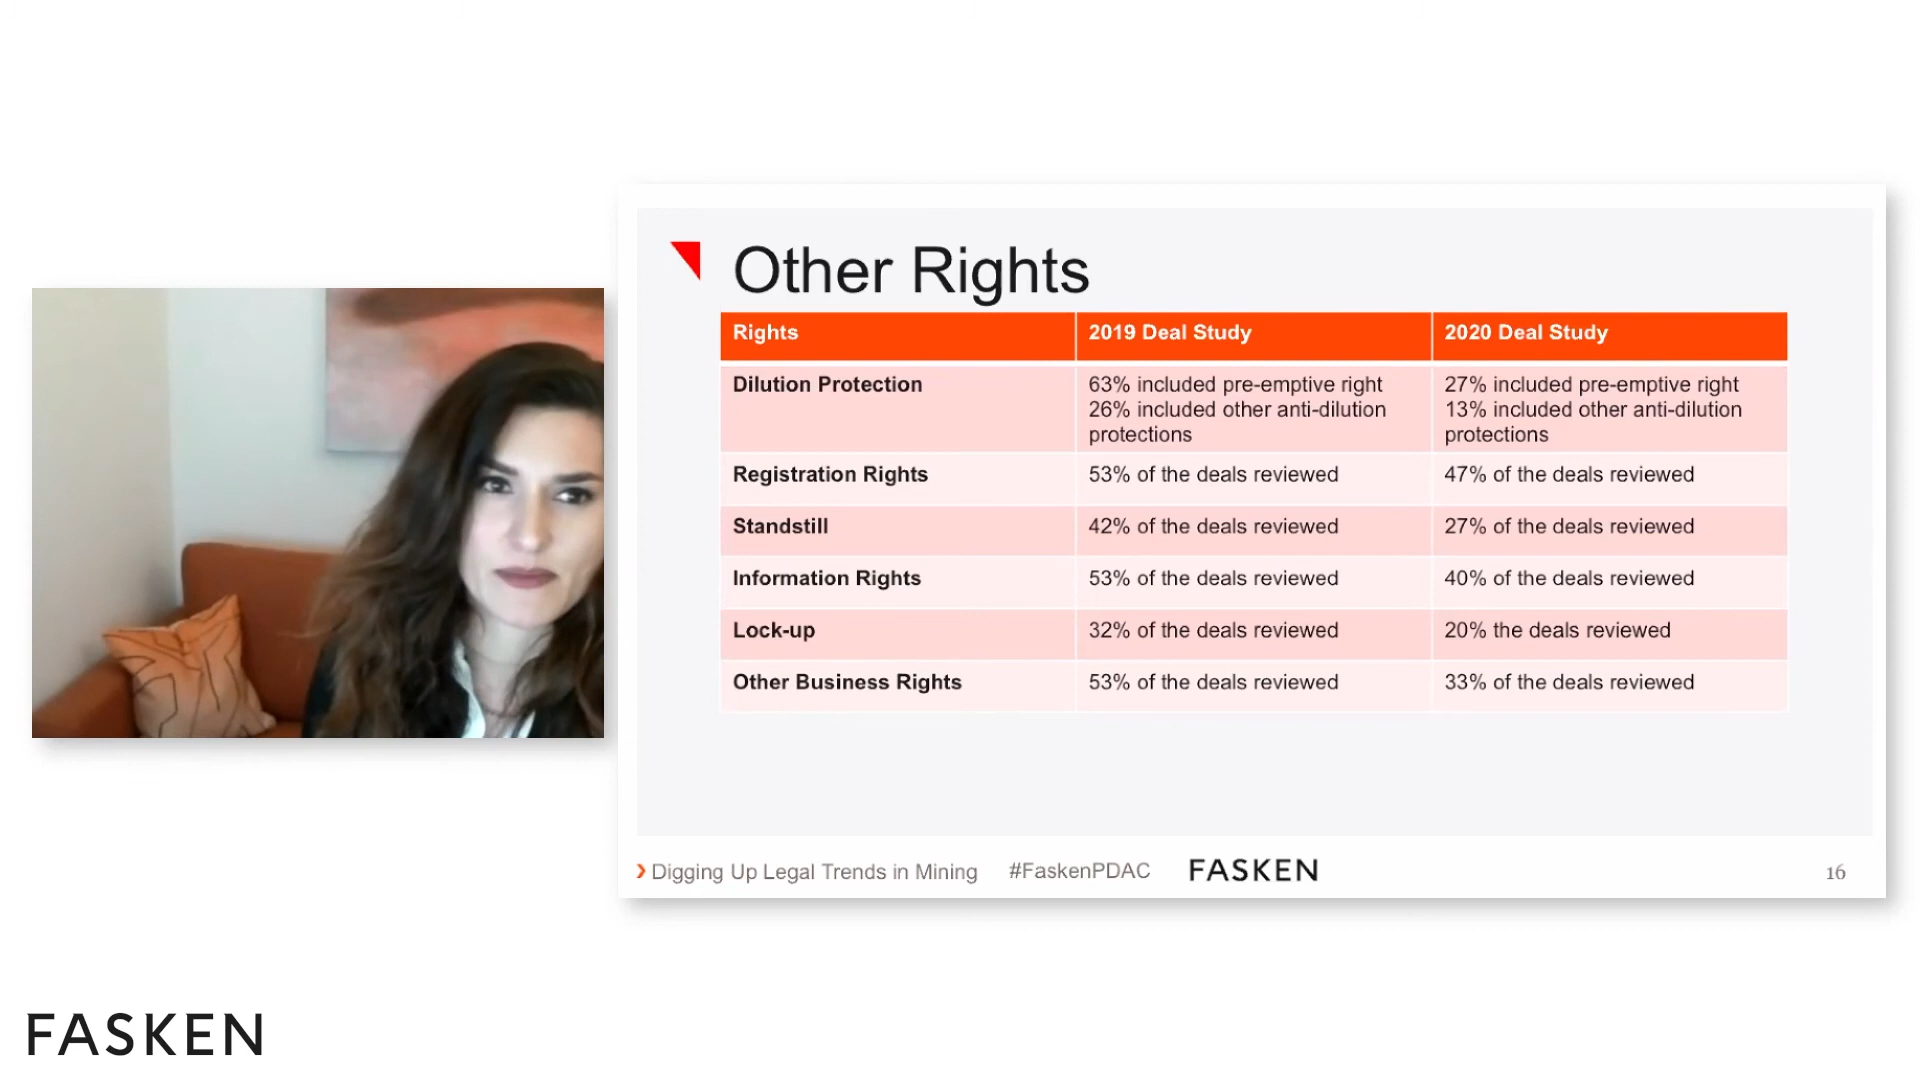 Other Rights
Rights 2019 Deal Study 2020 Deal Study
Dilution Protection 63% included pre-emptive right 27% included pre-emptive right
26% included other anti-dilution 13% included other anti-dilution
protections protections
Registration Rights 53% of the deals reviewed 47% of the deals reviewed
Standstill 42% of the deals reviewed 27% of the deals reviewed
Information Rights 53% of the deals reviewed 40% of the deals reviewed
Lock-up 32% of the deals reviewed 20% the deals reviewed
Other Business Rights 53% of the deals reviewed 33% of the deals reviewed
Digging Up Legal Trends in Mining #FaskenPDAC FASKEN 16
FASKEN